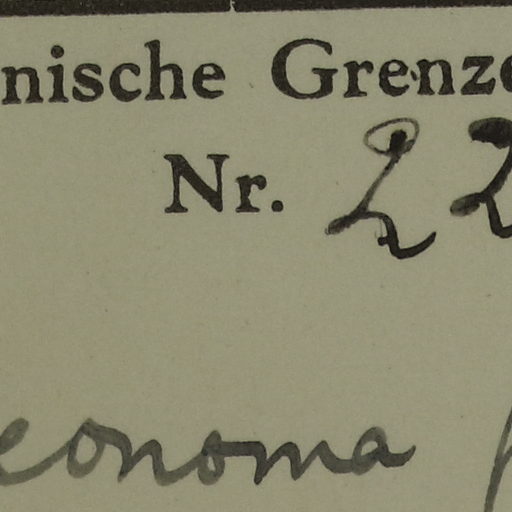 nische Grenze
Nr. 22
eonoma